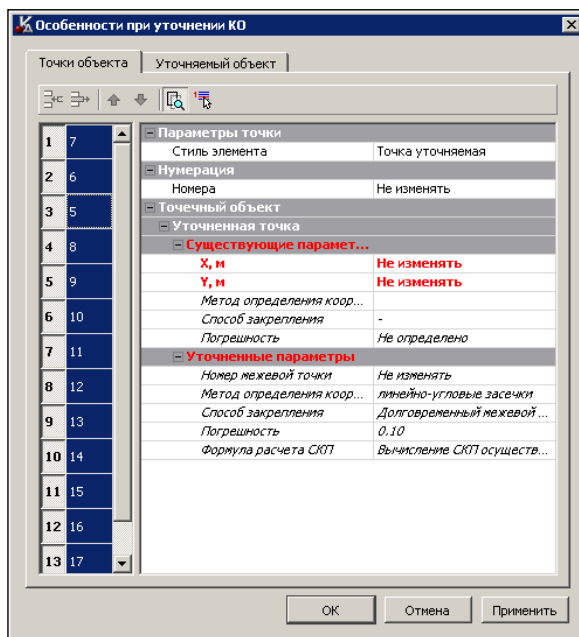 Особенности при уточнении КО
Точки объекта Уточняемый объект
1 7
2 6
3 5
4 8
5 9
6 10
7 11
8 12
9 13
10 14
11 15
12 16
13 17
Параметры точки
Стиль элемента Точка уточняемая
Нумерация
Номера Не изменять
Точечный объект
Уточненная точка
Существующие парамет...
X, м Не изменять
Y, м Не изменять
Метод определения коор...
Способ закрепления -
Погрешность Не определено
Уточненные параметры
Номер межевой точки Не изменять
Метод определения коор... линейно-угловые засечки
Способ закрепления Долговременный межевой ...
Погрешность 0,10
Формула расчета СКП Вычисление СКП осуществ...
ОК Отмена Применить